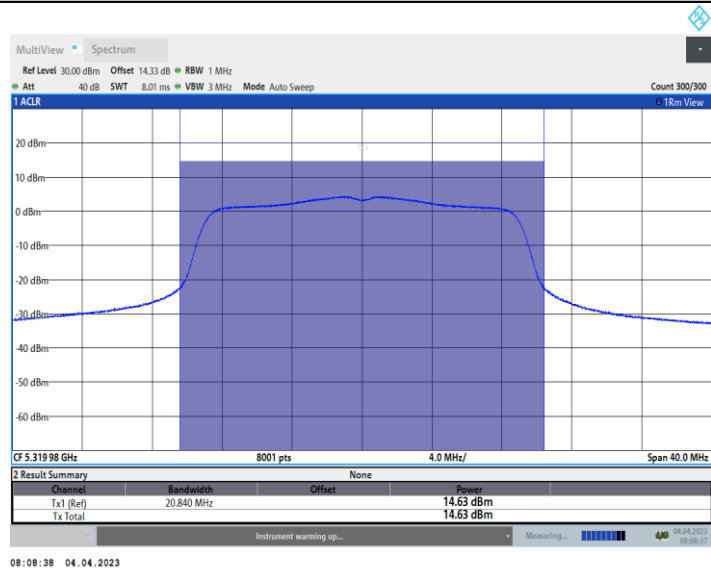 R S
MultiView Spectrum
Ref Level 30.00 dBm Offset 14.33 dB RBW 1 MHz
Att 40 dB SWT 8.01 ms VBW 3 MHz Mode Auto Sweep Count 300/300
1 ACLR 1Rm View
20 dBm
10 dBm
0 dBm
-10 dBm
-20 dBm
-30 dBm
-40 dBm
-50 dBm
-60 dBm
CF 5.319 98 GHz 8001 pts 4.0 MHz/ Span 40.0 MHz
2 Result Summary None
Channel Bandwidth Offset Power
Tx1 (Ref) 20.840 MHz 14.63 dBm
Tx Total 14.63 dBm
Instrument warming up... Measuring... 04.04.2023
08:08:37
08:08:38 04.04.2023